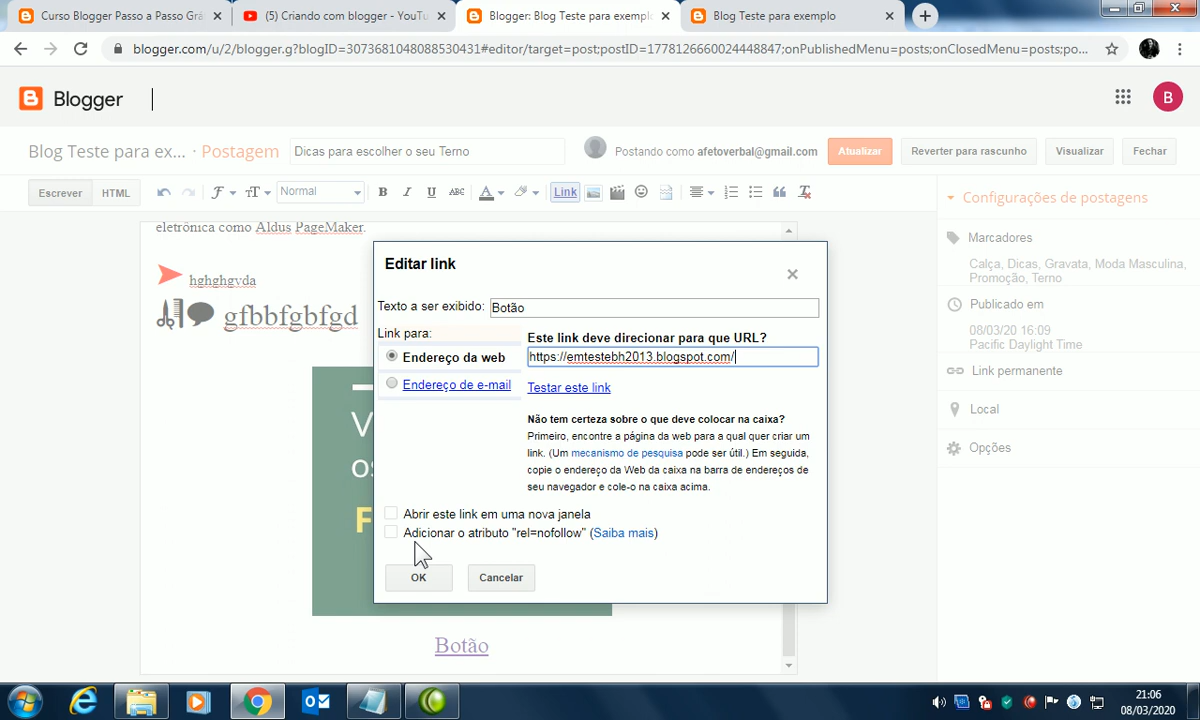 Curso Blogger Passo a Passo Grá
(5) Criando com blogger - YouTu
Blogger: Blog Teste para exempl
Blog Teste para exemplo
blogger.com/u/2/blogger.g?blogID=3073681048088530431#editor/target=post;postID=1778126660024448847;onPublishedMenu=posts;onClosedMenu=posts;po...
Blogger
B
Blog Teste para ex... · Postagem
Dicas para escolher o seu Terno
Postando como afetoverbal@gmail.com
Atualizar
Reverter para rascunho
Visualizar
Fechar
Escrever
HTML
Normal
B I U ABC A
Link
Configurações de postagens
eletrônica como Aldus PageMaker.
hghghgvda
gfbbfgbfgd
V
os
F
Botão
Editar link
Texto a ser exibido: Botão
Link para:
Endereço da web
Endereço de e-mail
Este link deve direcionar para que URL?
https://emtestebh2013.blogspot.com/
Testar este link
Não tem certeza sobre o que deve colocar na caixa?
Primeiro, encontre a página da web para a qual quer criar um
link. (Um mecanismo de pesquisa pode ser útil.) Em seguida,
copie o endereço da Web da caixa na barra de endereços de
seu navegador e cole-o na caixa acima.
Abrir este link em uma nova janela
Adicionar o atributo "rel=nofollow" (Saiba mais)
OK
Cancelar
Marcadores
Calça, Dicas, Gravata, Moda Masculina,
Promoção, Terno
Publicado em
08/03/20 16:09
Pacific Daylight Time
Link permanente
Local
Opções
21:06
08/03/2020